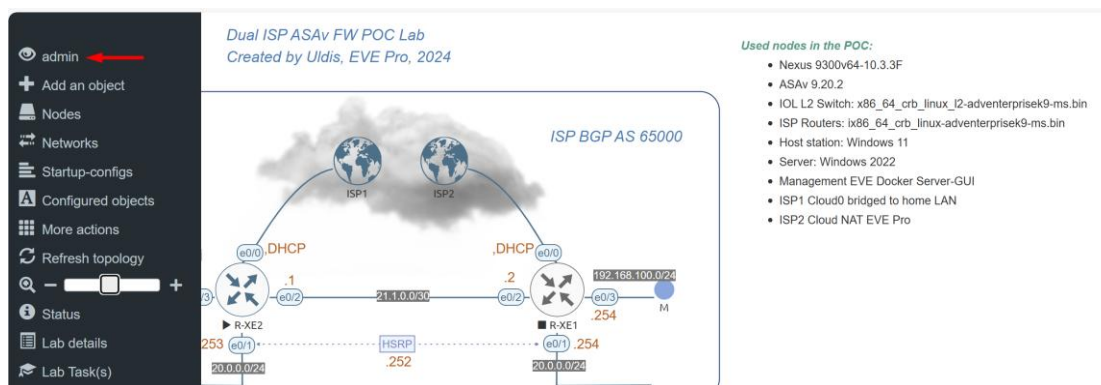 admin
Add an object
Nodes
Networks
Startup-configs
Configured objects
More actions
Refresh topology
Status
Lab details
Lab Task(s)
Dual ISP ASAv FW POC Lab
Created by Uldis, EVE Pro, 2024
ISP BGP AS 65000
ISP1
ISP2
e0/0
,DHCP
,DHCP
e0/0
.1
.2
192.168.100.0/24
/3
e0/2
21.1.0.0/30
e0/2
e0/3
.254
M
R-XE2
R-XE1
253
e0/1
HSRP
.252
e0/1
.254
20.0.0.0/24
20.0.0.0/24
Used nodes in the POC:
Nexus 9300v64-10.3.3F
ASAv 9.20.2
IOL L2 Switch: x86_64_crb_linux_l2-adventerprisek9-ms.bin
ISP Routers: ix86_64_crb_linux-adventerprisek9-ms.bin
Host station: Windows 11
Server: Windows 2022
Management EVE Docker Server-GUI
ISP1 Cloud0 bridged to home LAN
ISP2 Cloud NAT EVE Pro